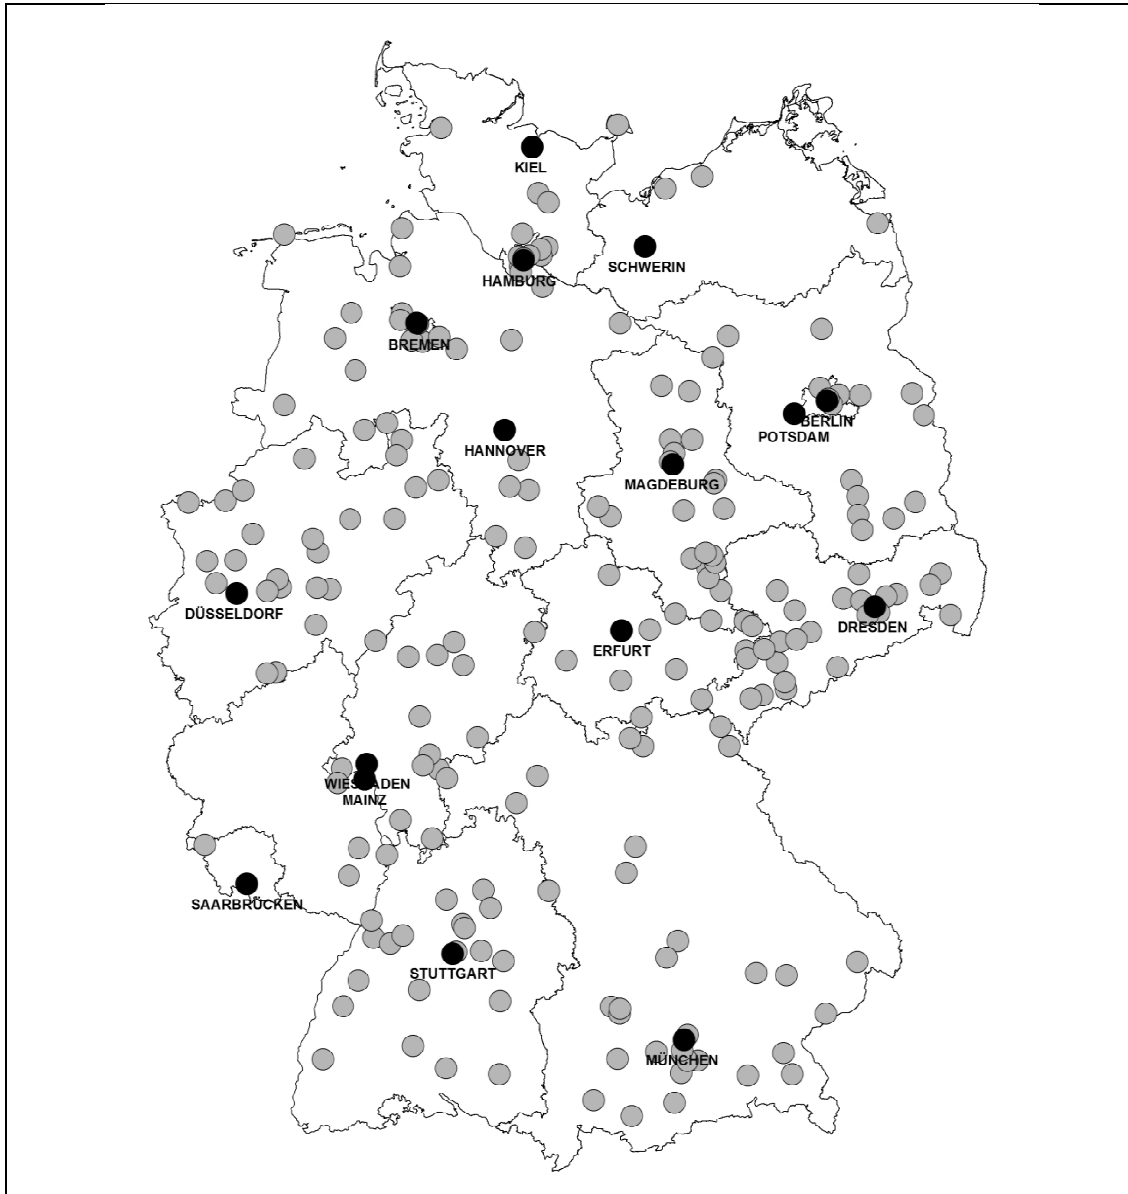 KIEL
SCHWERIN
HAMBURG
BREMEN
BERLIN
POTSDAM
HANNOVER
MAGDEBURG
DÜSSELDORF
DRESDEN
ERFURT
WIESBADEN
MAINZ
SAARBRÜCKEN
STUTTGART
MÜNCHEN